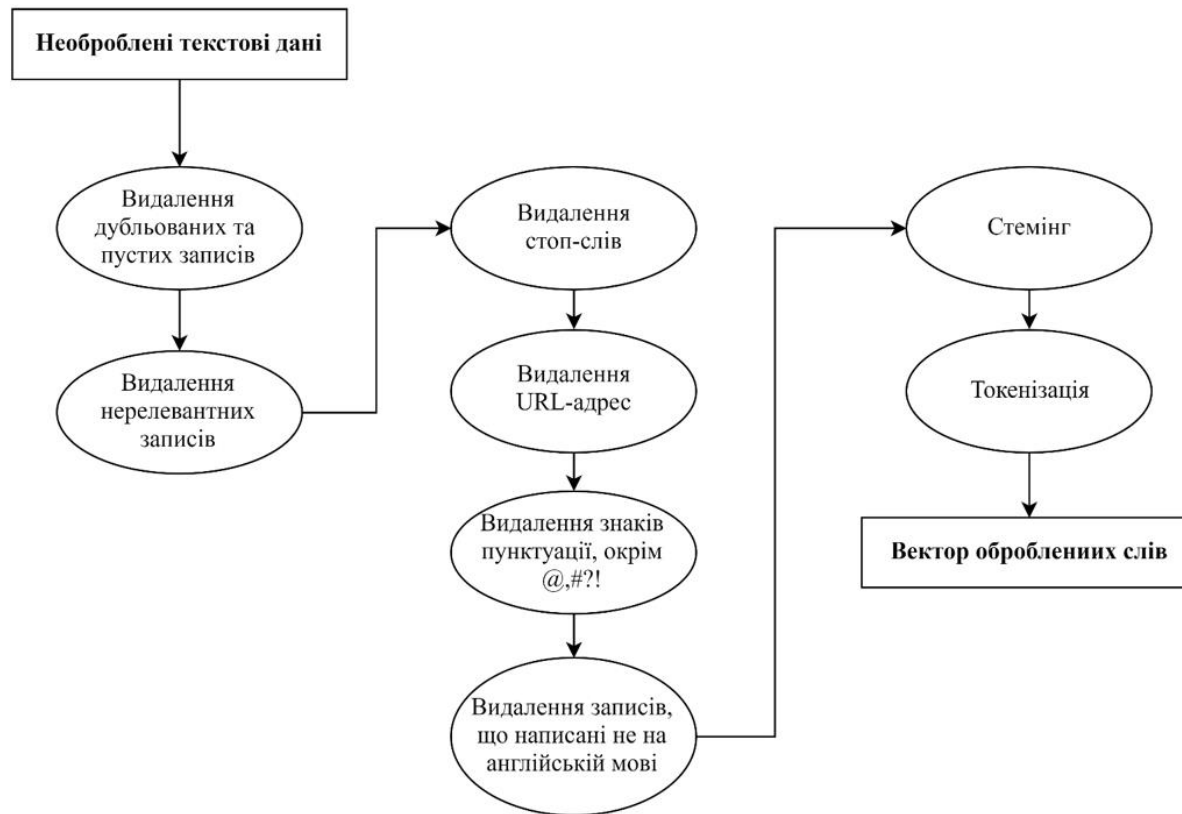 Необроблені текстові дані
Видалення
дубльованих та
пустих записів
Видалення
нерелевантних
записів
Видалення
стоп-слів
Видалення
URL-адрес
Видалення знаків
пунктуації, окрім
@,#?!
Видалення записів,
що написані не на
англійській мові
Стемінг
Токенізація
Вектор оброблениих слів